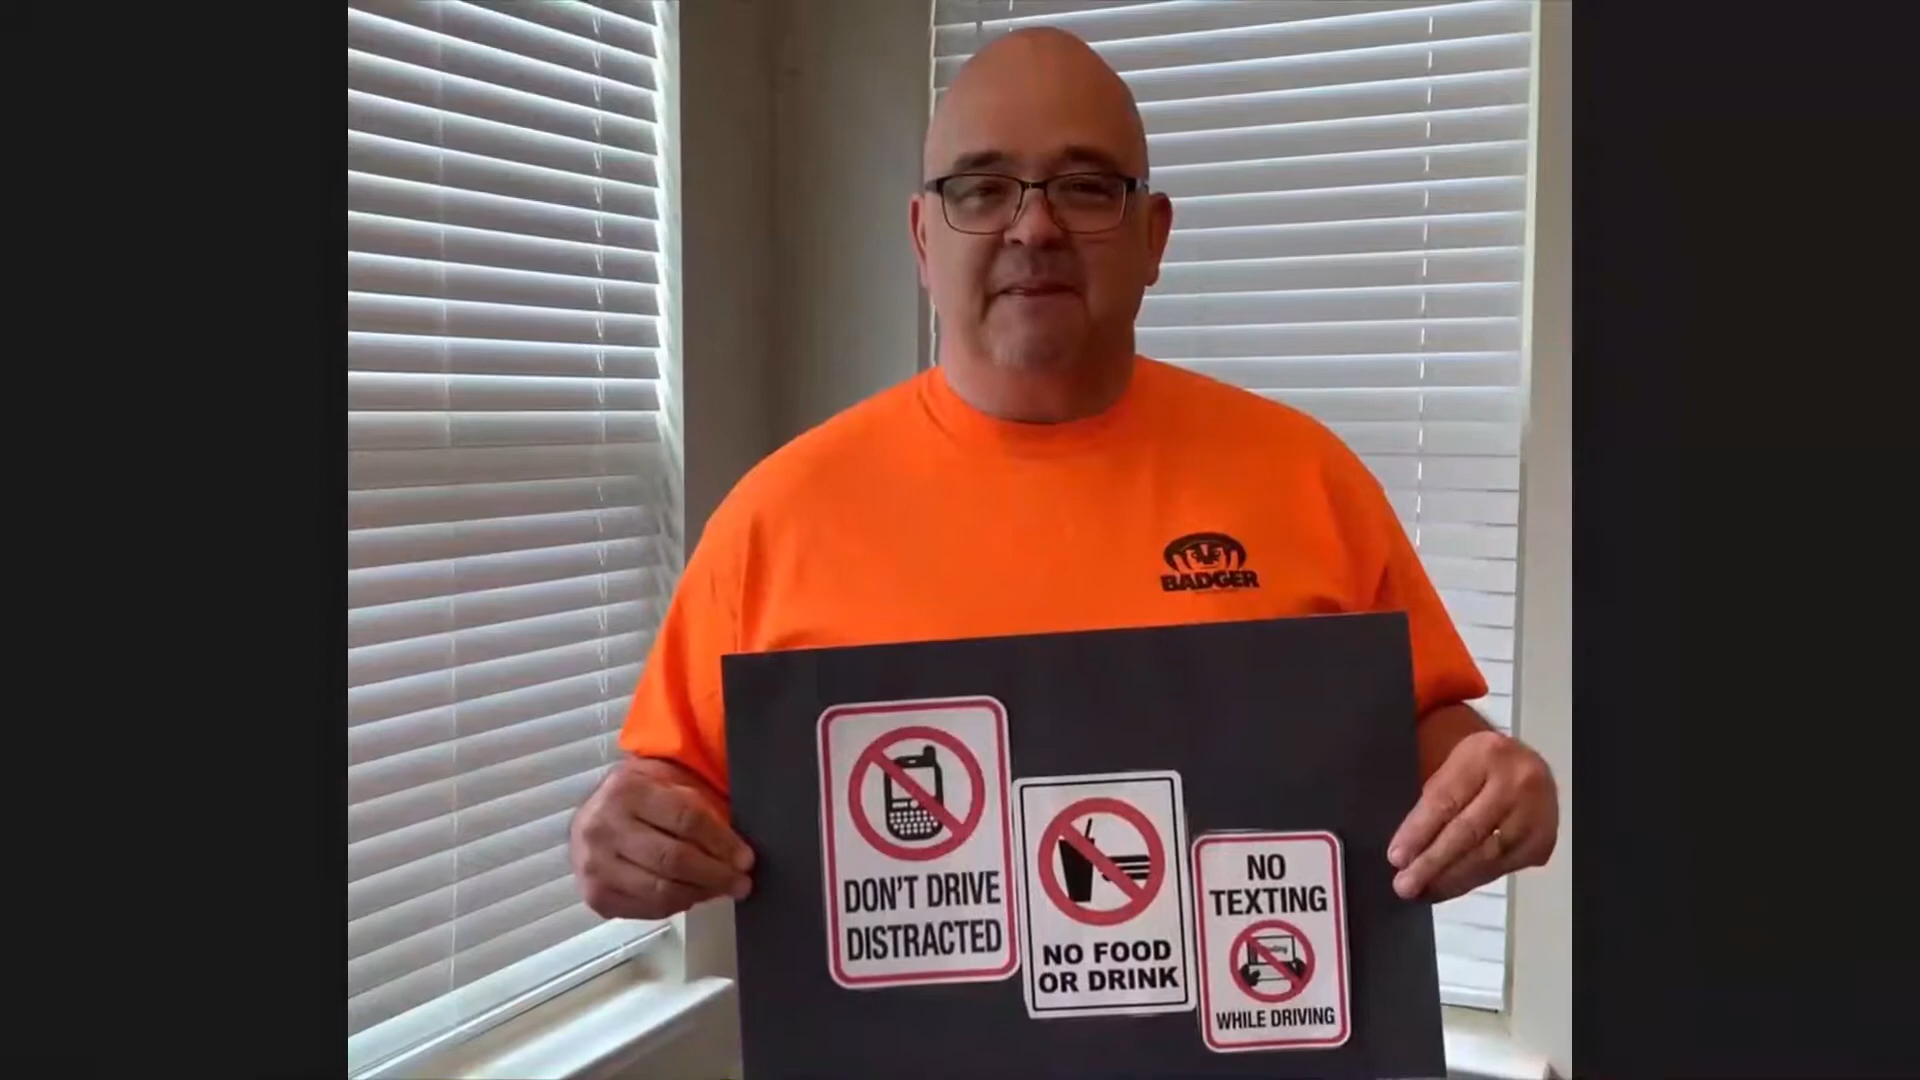 BADGER
DON'T DRIVE
DISTRACTED
NO FOOD
OR DRINK
NO
TEXTING
WHILE DRIVING